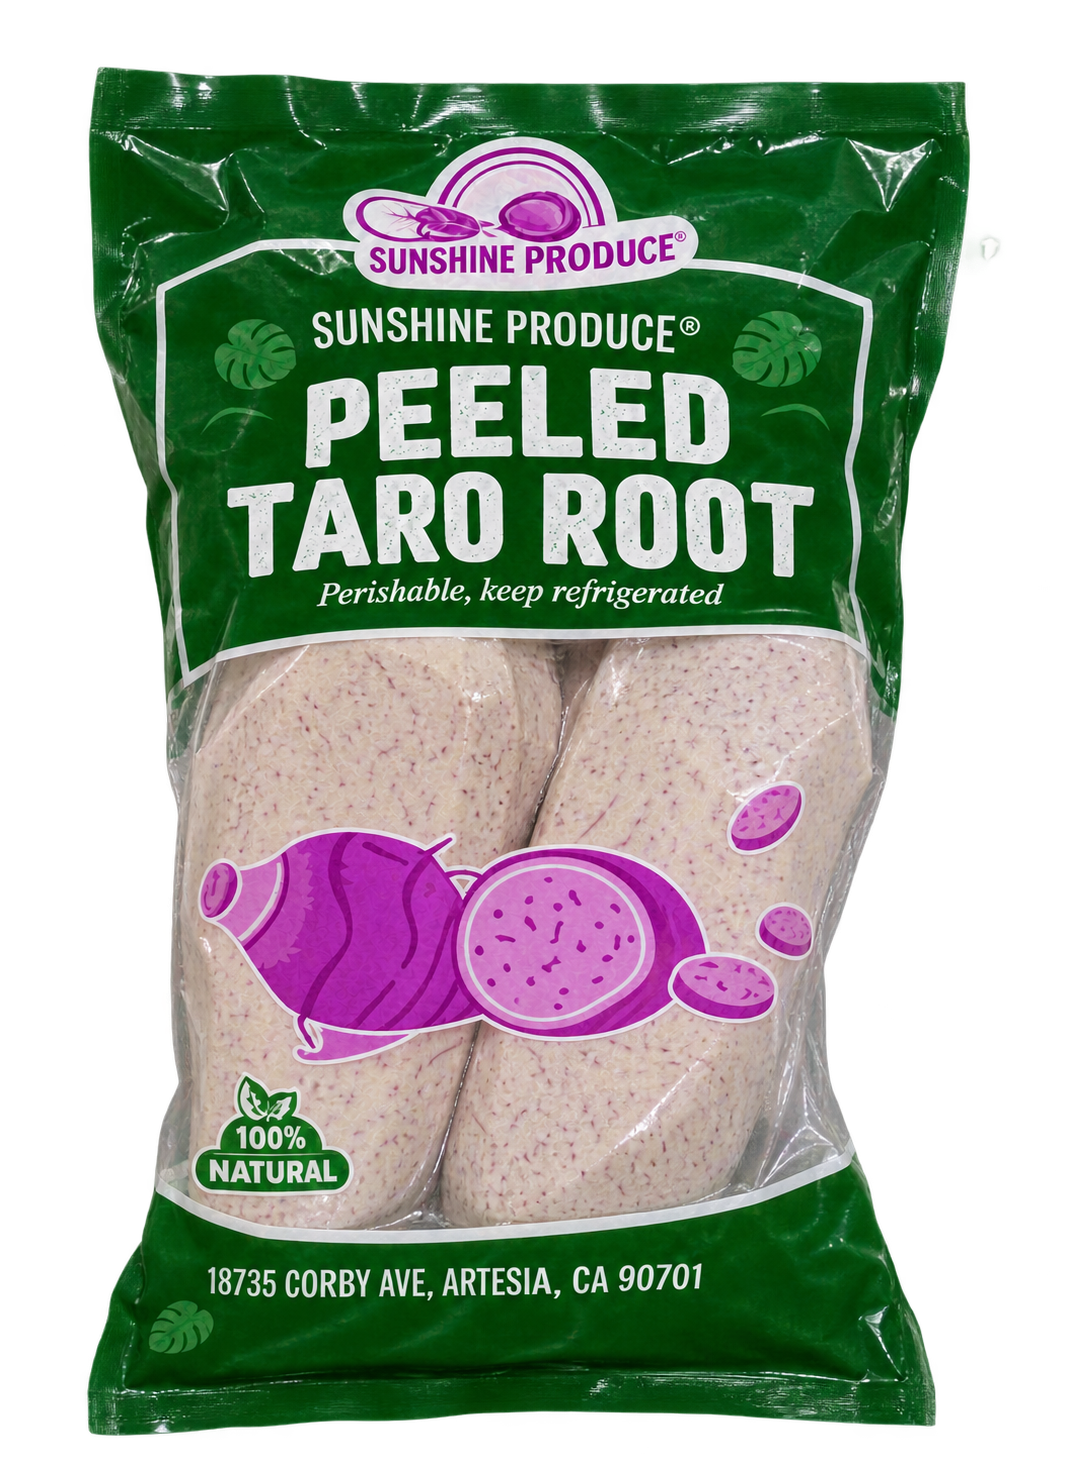 SUNSHINE PRODUCE®
SUNSHINE PRODUCE®
PEELED
TARO ROOT
Perishable, keep refrigerated
100%
NATURAL
18735 CORBY AVE, ARTESIA, CA 90701